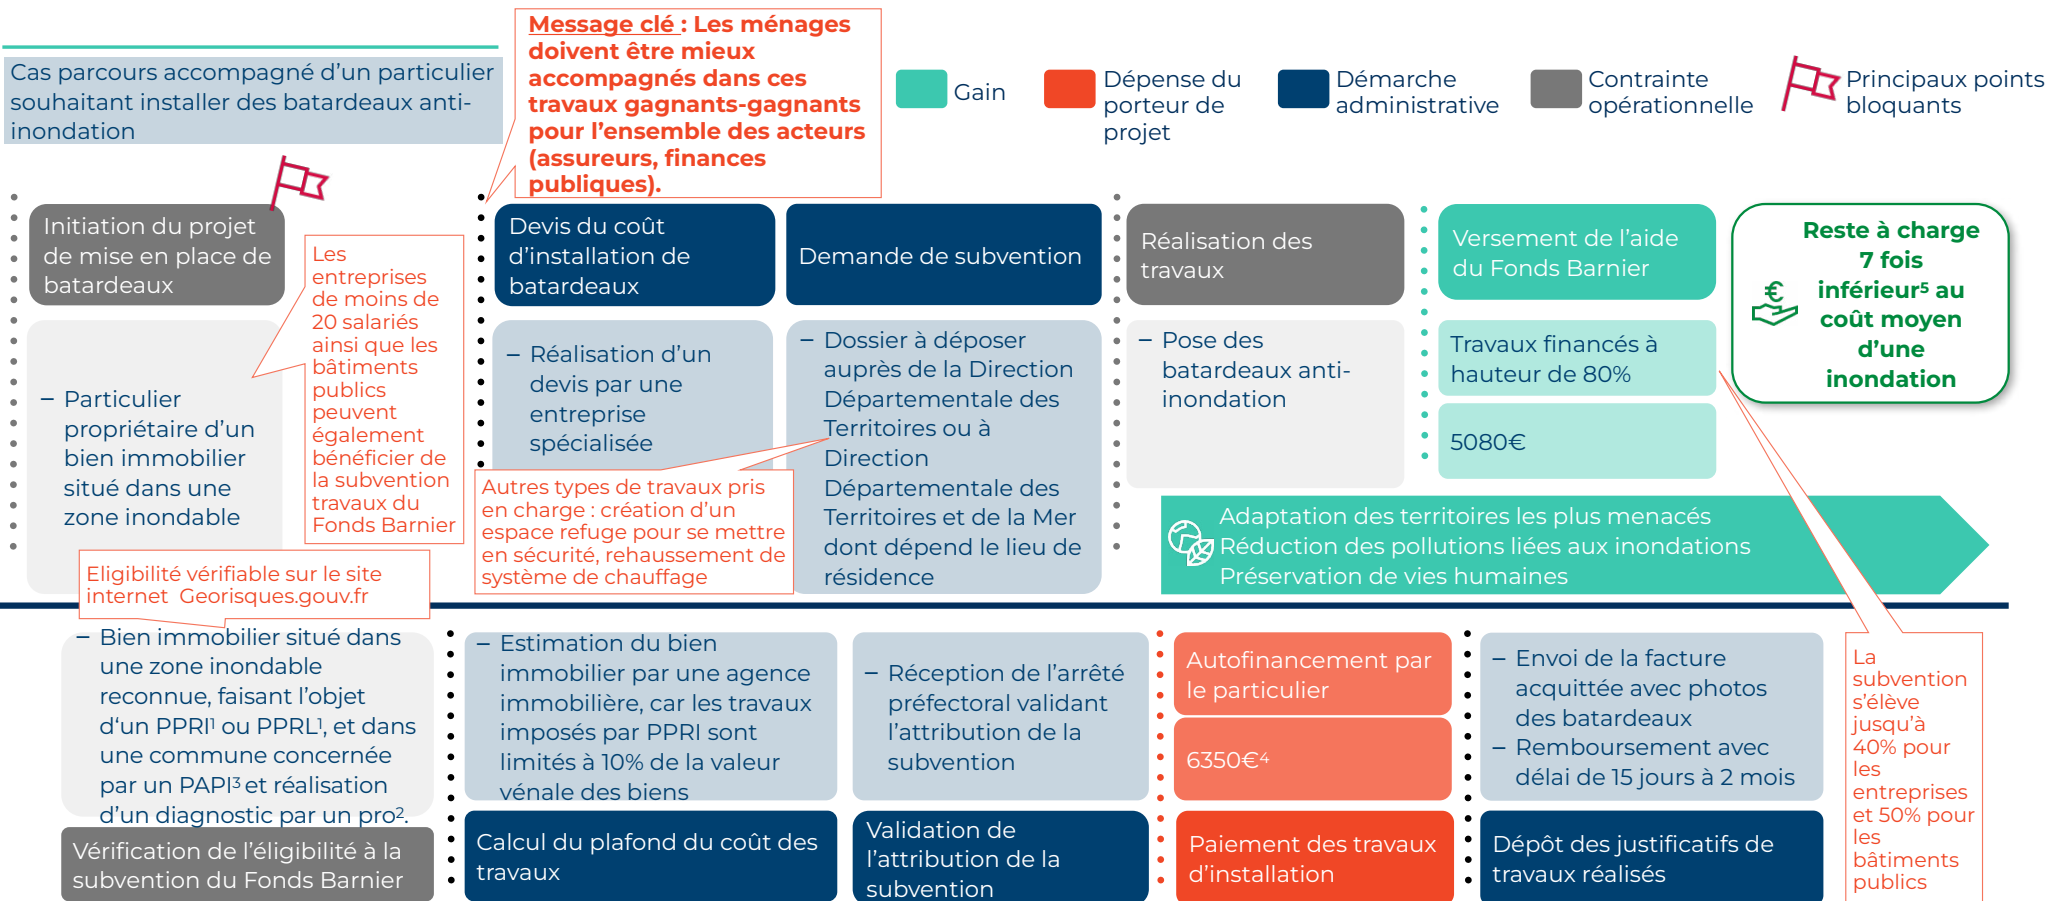 Cas parcours accompagné d'un particulier
souhaitant installer des batardeaux anti-
inondation
Message clé : Les ménages
doivent être mieux
accompagnés dans ces
travaux gagnants-gagnants
pour l'ensemble des acteurs
(assureurs, finances
publiques).
Gain
Dépense du
porteur de
projet
Démarche
administrative
Contrainte
opérationnelle
Principaux points
bloquants
Initiation du projet
de mise en place de
batardeaux
Les
entreprises
de moins de
20 salariés
ainsi que les
bâtiments
publics
peuvent
également
bénéficier de
la subvention
travaux du
Fonds Barnier
– Particulier
propriétaire d'un
bien immobilier
situé dans une
zone inondable
Devis du coût
d'installation de
batardeaux
– Réalisation d'un
devis par une
entreprise
spécialisée
Demande de subvention
– Dossier à déposer
auprès de la Direction
Départementale des
Territoires ou à
Direction
Départementale des
Territoires et de la Mer
dont dépend le lieu de
résidence
Autres types de travaux pris
en charge : création d'un
espace refuge pour se mettre
en sécurité, rehaussement de
système de chauffage
Réalisation des
travaux
– Pose des
batardeaux anti-
inondation
Versement de l'aide
du Fonds Barnier
Travaux financés à
hauteur de 80%
5080€
Reste à charge
7 fois
inférieur⁵ au
coût moyen
d'une
inondation
Adaptation des territoires les plus menacés
Réduction des pollutions liées aux inondations
Préservation de vies humaines
Eligibilité vérifiable sur le site
internet Georisques.gouv.fr
– Bien immobilier situé dans
une zone inondable
reconnue, faisant l'objet
d'un PPRI¹ ou PPRL¹, et dans
une commune concernée
par un PAPI³ et réalisation
d'un diagnostic par un pro².
Vérification de l'éligibilité à la
subvention du Fonds Barnier
– Estimation du bien
immobilier par une agence
immobilière, car les travaux
imposés par PPRI sont
limités à 10% de la valeur
vénale des biens
Calcul du plafond du coût des
travaux
– Réception de l'arrêté
préfectoral validant
l'attribution de la
subvention
Validation de
l'attribution de la
subvention
Autofinancement par
le particulier
6350€⁴
Paiement des travaux
d'installation
– Envoi de la facture
acquittée avec photos
des batardeaux
– Remboursement avec
délai de 15 jours à 2 mois
Dépôt des justificatifs de
travaux réalisés
La
subvention
s'élève
jusqu'à
40% pour
les
entreprises
et 50% pour
les
bâtiments
publics